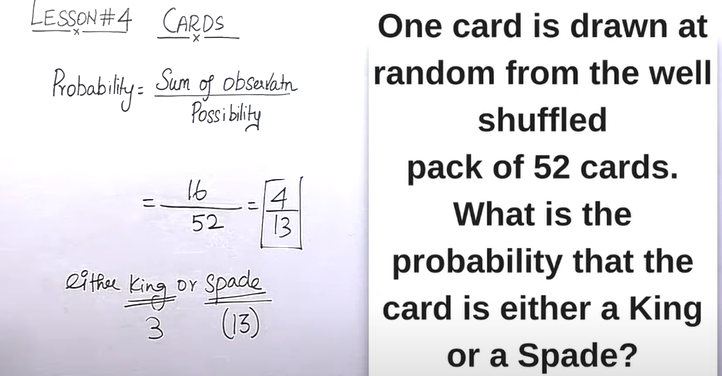 LESSON#4 CARDS
Probability = Sum of observatn
Possibility
= 16
52
= 4
13
either King or Spade
3 (13)
One card is drawn at
random from the well
shuffled
pack of 52 cards.
What is the
probability that the
card is either a King
or a Spade?